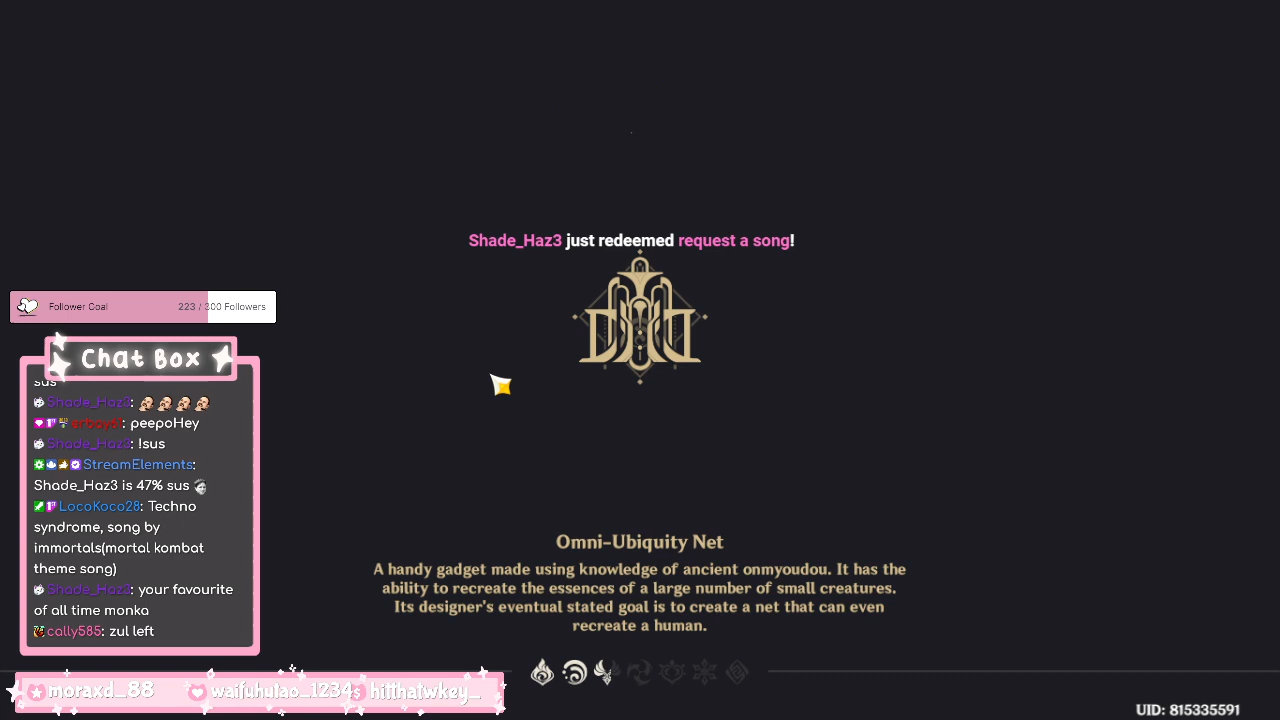 Shade_Haz3 just redeemed request a song!
Follower Goal 223 / 300 Followers
Chat Box
sus
Shade_Haz3:
erboy61: peepoHey
Shade_Haz3: !sus
StreamElements:
Shade_Haz3 is 47% sus
LocoKoco28: Techno
syndrome, song by
immortals(mortal kombat
theme song)
Shade_Haz3: your favourite
of all time monka
cally585: zul left
Omni-Ubiquity Net
A handy gadget made using knowledge of ancient onmyoudou. It has the
ability to recreate the essences of a large number of small creatures.
Its designer's eventual stated goal is to create a net that can even
recreate a human.
moraxd_88 waifuhutao_1234 hitthatwkey_
UID: 815335591